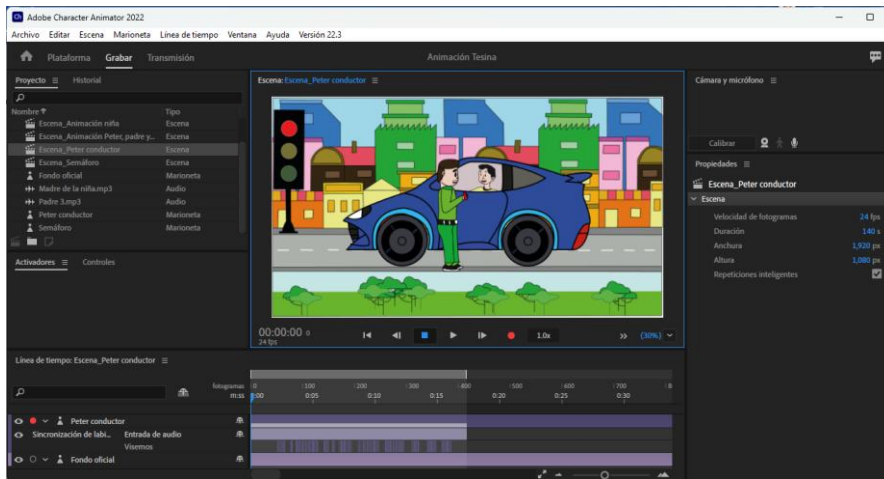 Ch Adobe Character Animator 2022
Archivo Editar Escena Marioneta Línea de tiempo Ventana Ayuda Versión 22.3
Plataforma Grabar Transmisión Animación Tesina
Proyecto Historial
Nombre Tipo
Escena_Animación niña Escena
Escena_Animación Peter, padre y... Escena
Escena_Peter conductor Escena
Escena_Semáforo Escena
Fondo oficial Marioneta
Madre de la niña.mp3 Audio
Padre 3.mp3 Audio
Peter conductor Marioneta
Semáforo Marioneta
Activadores Controles
Escena: Escena_Peter conductor
00:00:00 0
24 fps
1.0x
(30%)
Cámara y micrófono
Calibrar
Propiedades
Escena_Peter conductor
Escena
Velocidad de fotogramas 24 fps
Duración 140 s
Anchura 1,920 px
Altura 1,080 px
Repeticiones inteligentes
Línea de tiempo: Escena_Peter conductor
fotogramas 0 100 200 300 400 500 600 700 8
m:ss 0:00 0:05 0:10 0:15 0:20 0:25 0:30
Peter conductor
Sincronización de labi... Entrada de audio
Visemos
Fondo oficial